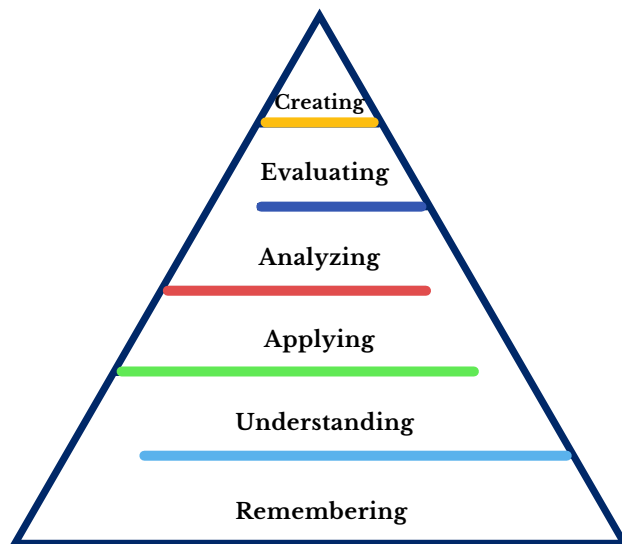 Creating
Evaluating
Analyzing
Applying
Understanding
Remembering